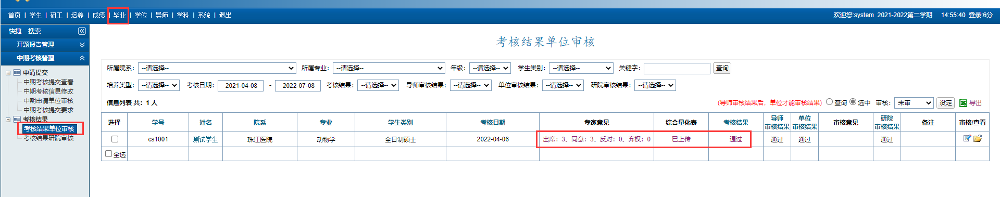 首页 | 学生 | 研工 | 培养 | 成绩 | 毕业 | 学位 | 导师 | 学科 | 系统 | 退出 欢迎您:system 2021-2022第二学期 14:55:40 登录:6分
快捷 搜索
开题报告管理
中期考核管理
申请提交
中期考核提交查看
中期考核信息修改
中期申请单位审核
中期考核提交要求
考核结果
考核结果单位审核
考核结果研院审核
考核结果单位审核
所属院系: --请选择-- 所属专业: --请选择-- 年级: --请选择-- 学生类别: --请选择-- 关键字: 查询
培养类型: --请选择-- 考核日期: 2021-04-08 - 2022-07-08 考核结果: --请选择-- 导师审核结果: --请选择-- 单位审核结果: --请选择-- 研院审核结果: --请选择--
信息列表 共: 1 人 (导师审核结果后，单位才能审核结果) 查询 选中 审核: 未审 设定 导出
选择 学号 姓名 院系 专业 学生类别 考核日期 专家意见 综合量化表 考核结果 导师审核结果 单位审核结果 审核意见 研院审核结果 备注 审核/查看
cs1001 测试学生 珠江医院 动物学 全日制硕士 2022-04-06 出席: 3、同意: 3、反对: 0、弃权: 0 已上传 通过 通过 通过 通过
全选